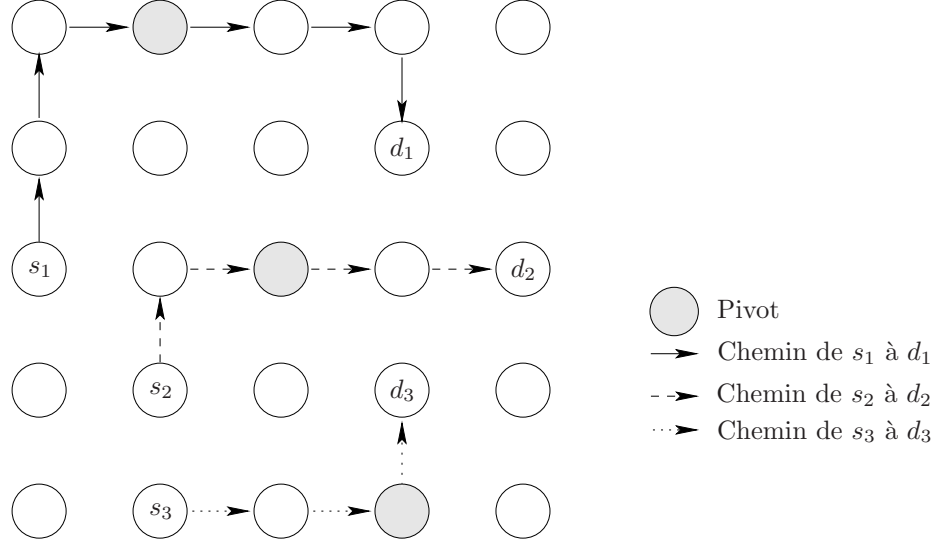 d₁
s₁
d₂
s₂
d₃
s₃
Pivot
Chemin de s₁ à d₁
Chemin de s₂ à d₂
Chemin de s₃ à d₃